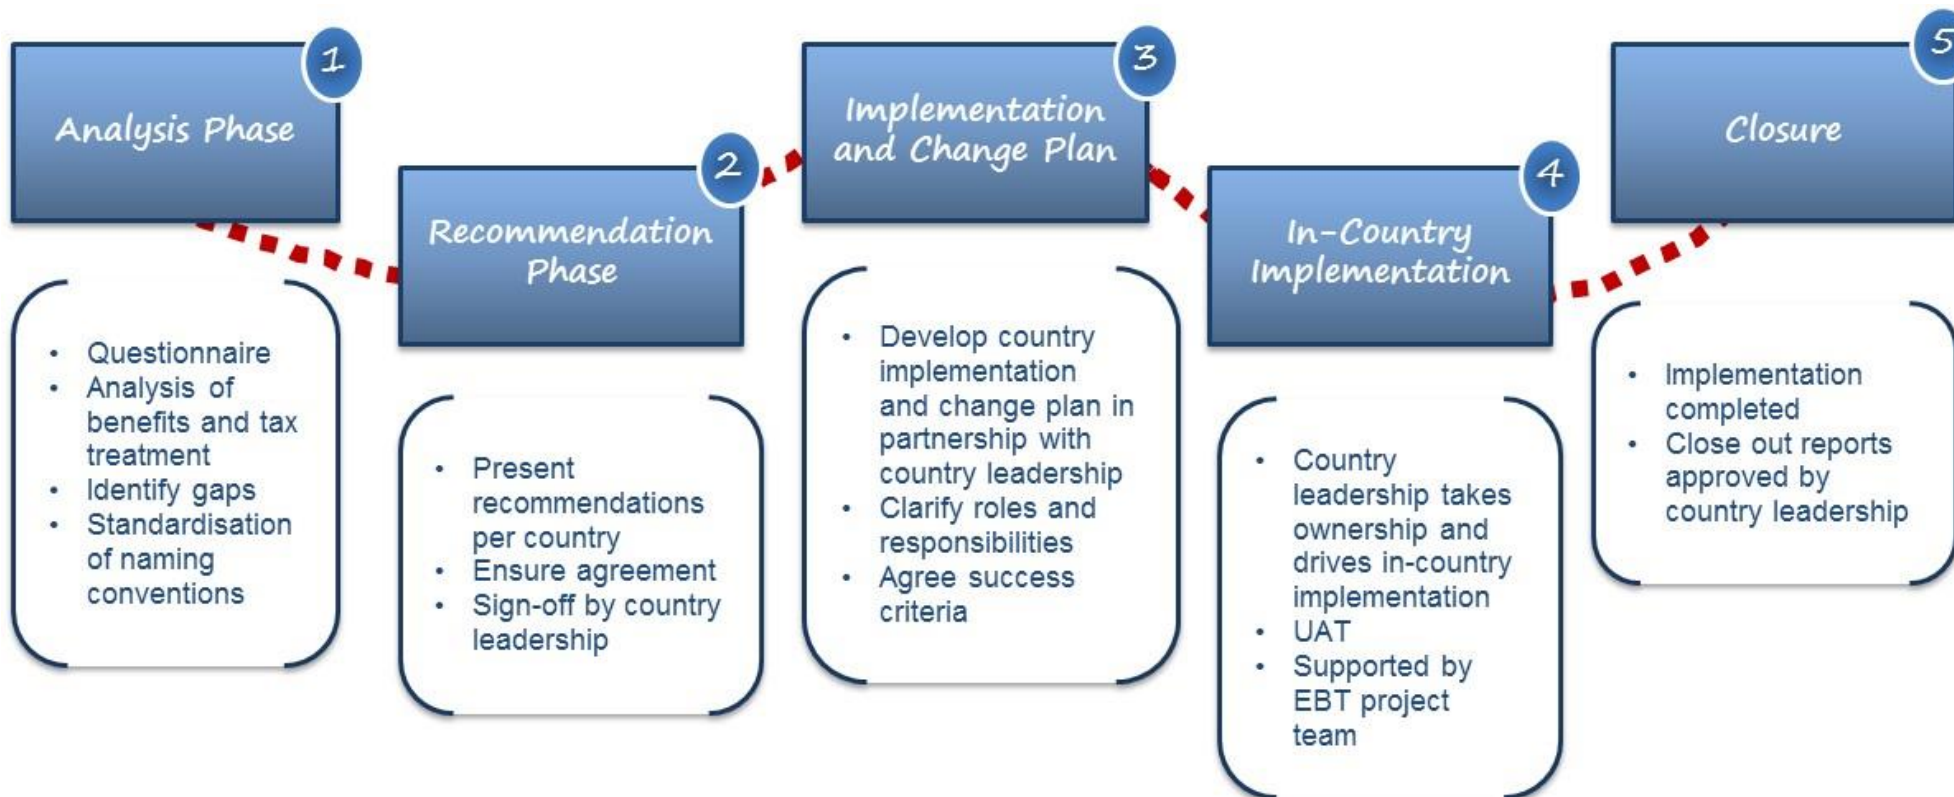 1
Analysis Phase
• Questionnaire
• Analysis of
benefits and tax
treatment
• Identify gaps
• Standardisation
of naming
conventions
2
Recommendation
Phase
• Present
recommendations
per country
• Ensure agreement
• Sign-off by country
leadership
3
Implementation
and Change Plan
• Develop country
implementation
and change plan in
partnership with
country leadership
• Clarify roles and
responsibilities
• Agree success
criteria
4
In-Country
Implementation
• Country
leadership takes
ownership and
drives in-country
implementation
• UAT
• Supported by
EBT project
team
5
Closure
• Implementation
completed
• Close out reports
approved by
country leadership